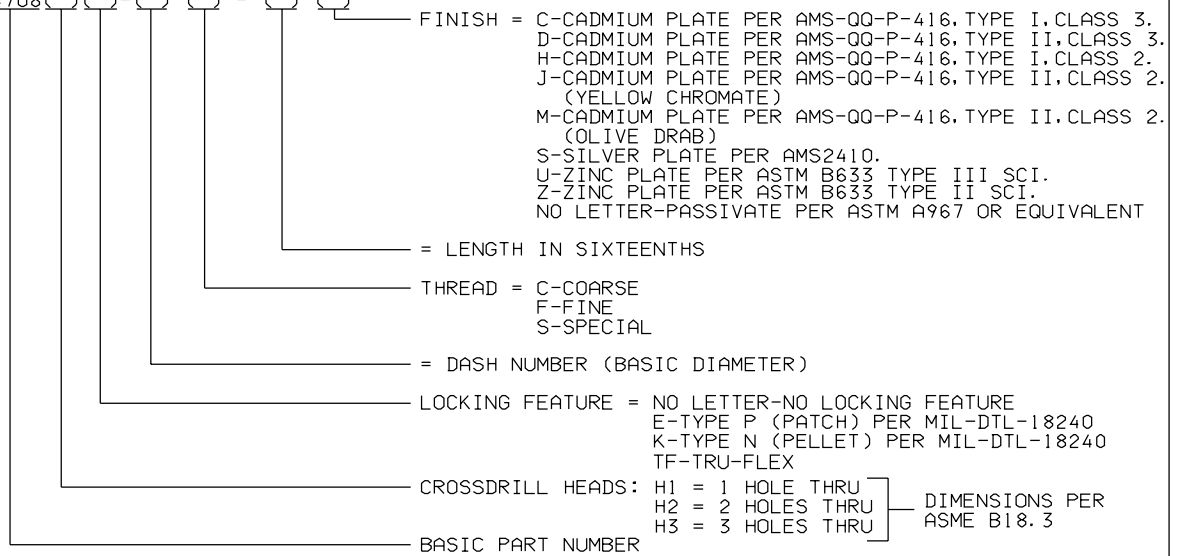 FINISH = C-CADMIUM PLATE PER AMS-QQ-P-416,TYPE I,CLASS 3.
D-CADMIUM PLATE PER AMS-QQ-P-416,TYPE II,CLASS 3.
H-CADMIUM PLATE PER AMS-QQ-P-416,TYPE I,CLASS 2.
J-CADMIUM PLATE PER AMS-QQ-P-416,TYPE II,CLASS 2.
(YELLOW CHROMATE)
M-CADMIUM PLATE PER AMS-QQ-P-416,TYPE II,CLASS 2.
(OLIVE DRAB)
S-SILVER PLATE PER AMS2410.
U-ZINC PLATE PER ASTM B633 TYPE III SC1.
Z-ZINC PLATE PER ASTM B633 TYPE II SC1.
NO LETTER-PASSIVATE PER ASTM A967 OR EQUIVALENT
= LENGTH IN SIXTEENTHS
THREAD = C-COARSE
F-FINE
S-SPECIAL
= DASH NUMBER (BASIC DIAMETER)
LOCKING FEATURE = NO LETTER-NO LOCKING FEATURE
E-TYPE P (PATCH) PER MIL-DTL-18240
K-TYPE N (PELLET) PER MIL-DTL-18240
TF-TRU-FLEX
CROSSDRILL HEADS: H1 = 1 HOLE THRU
H2 = 2 HOLES THRU
H3 = 3 HOLES THRU
DIMENSIONS PER
ASME B18.3
BASIC PART NUMBER